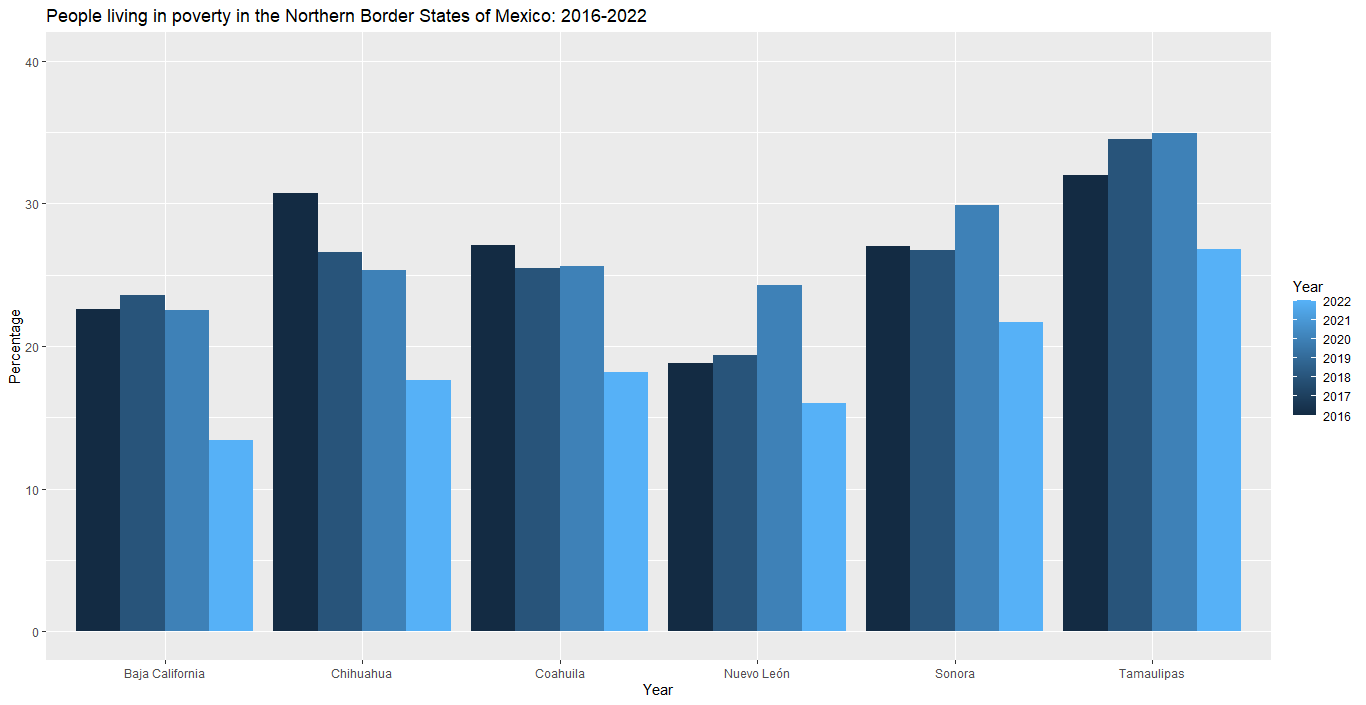 People living in poverty in the Northern Border States of Mexico: 2016-2022
Percentage
40
30
20
10
0
Baja California
Chihuahua
Coahuila
Nuevo León
Sonora
Tamaulipas
Year
Year
2022
2021
2020
2019
2018
2017
2016